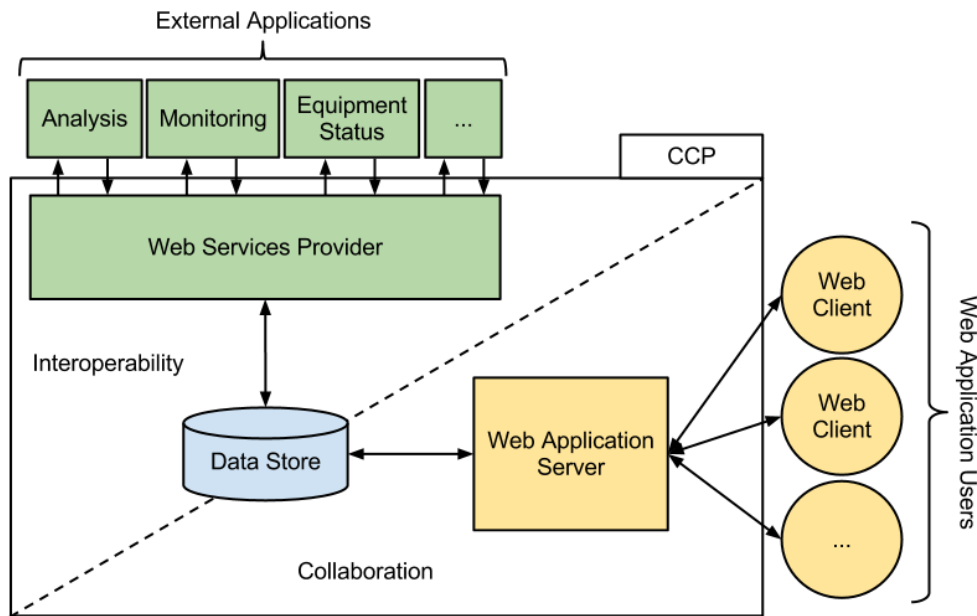 External Applications
Analysis
Monitoring
Equipment
Status
...
CCP
Web Services Provider
Web
Client
Interoperability
Web
Client
Web Application
Server
Data Store
...
Collaboration
Web Application Users